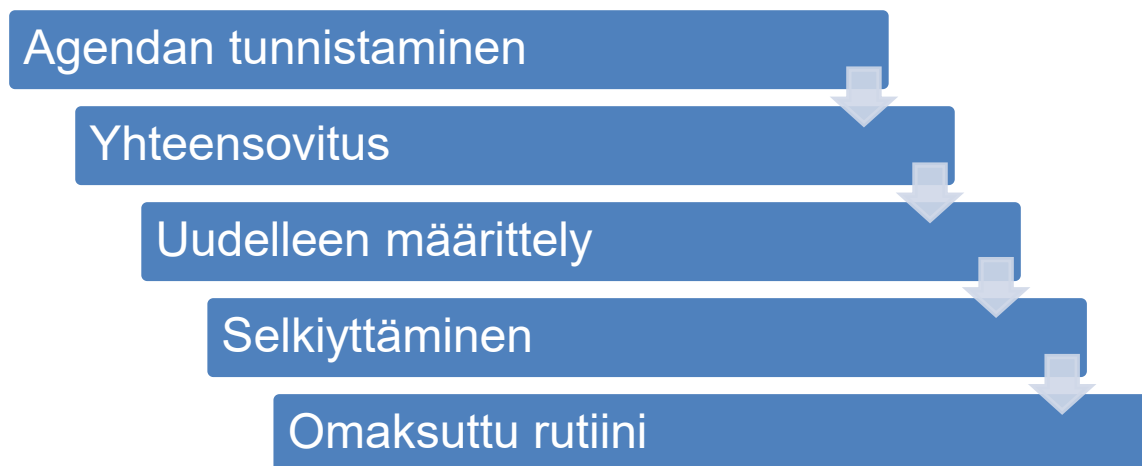 Agendan tunnistaminen
Yhteensovitus
Uudelleen määrittely
Selkiyttäminen
Omaksuttu rutiini